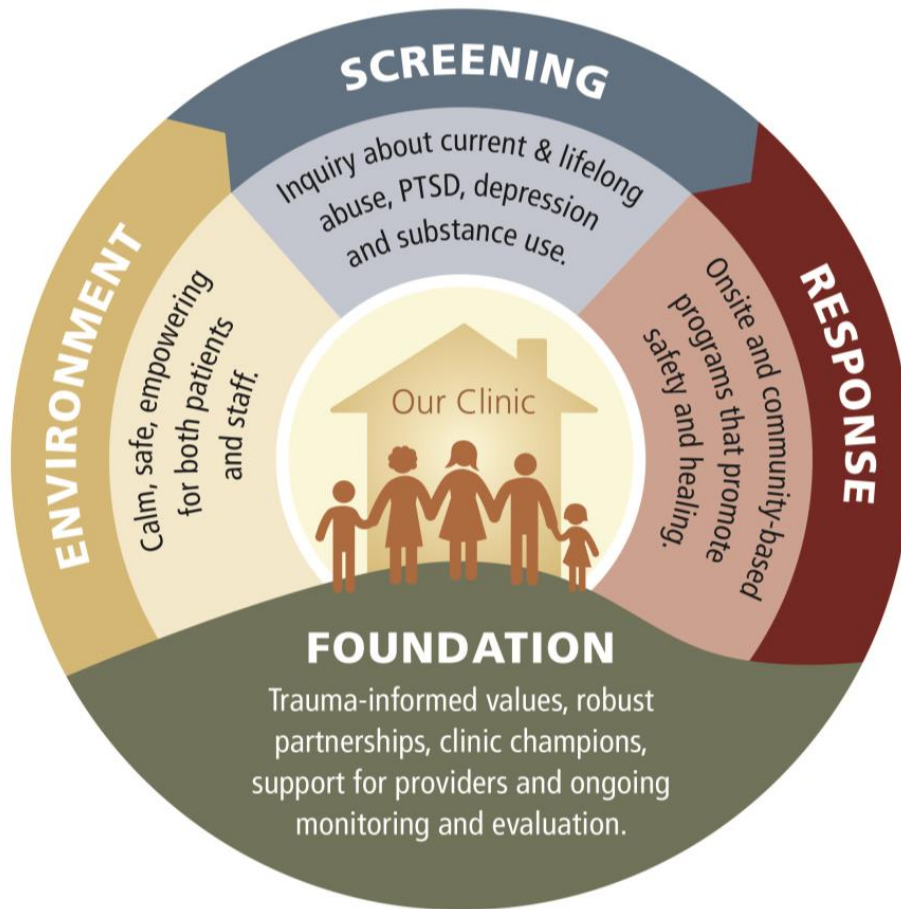 SCREENING
Inquiry about current & lifelong
abuse, PTSD, depression
and substance use.
ENVIRONMENT
Calm, safe, empowering
for both patients
and staff.
RESPONSE
Onsite and community-based
programs that promote
safety and healing.
Our Clinic
FOUNDATION
Trauma-informed values, robust
partnerships, clinic champions,
support for providers and ongoing
monitoring and evaluation.